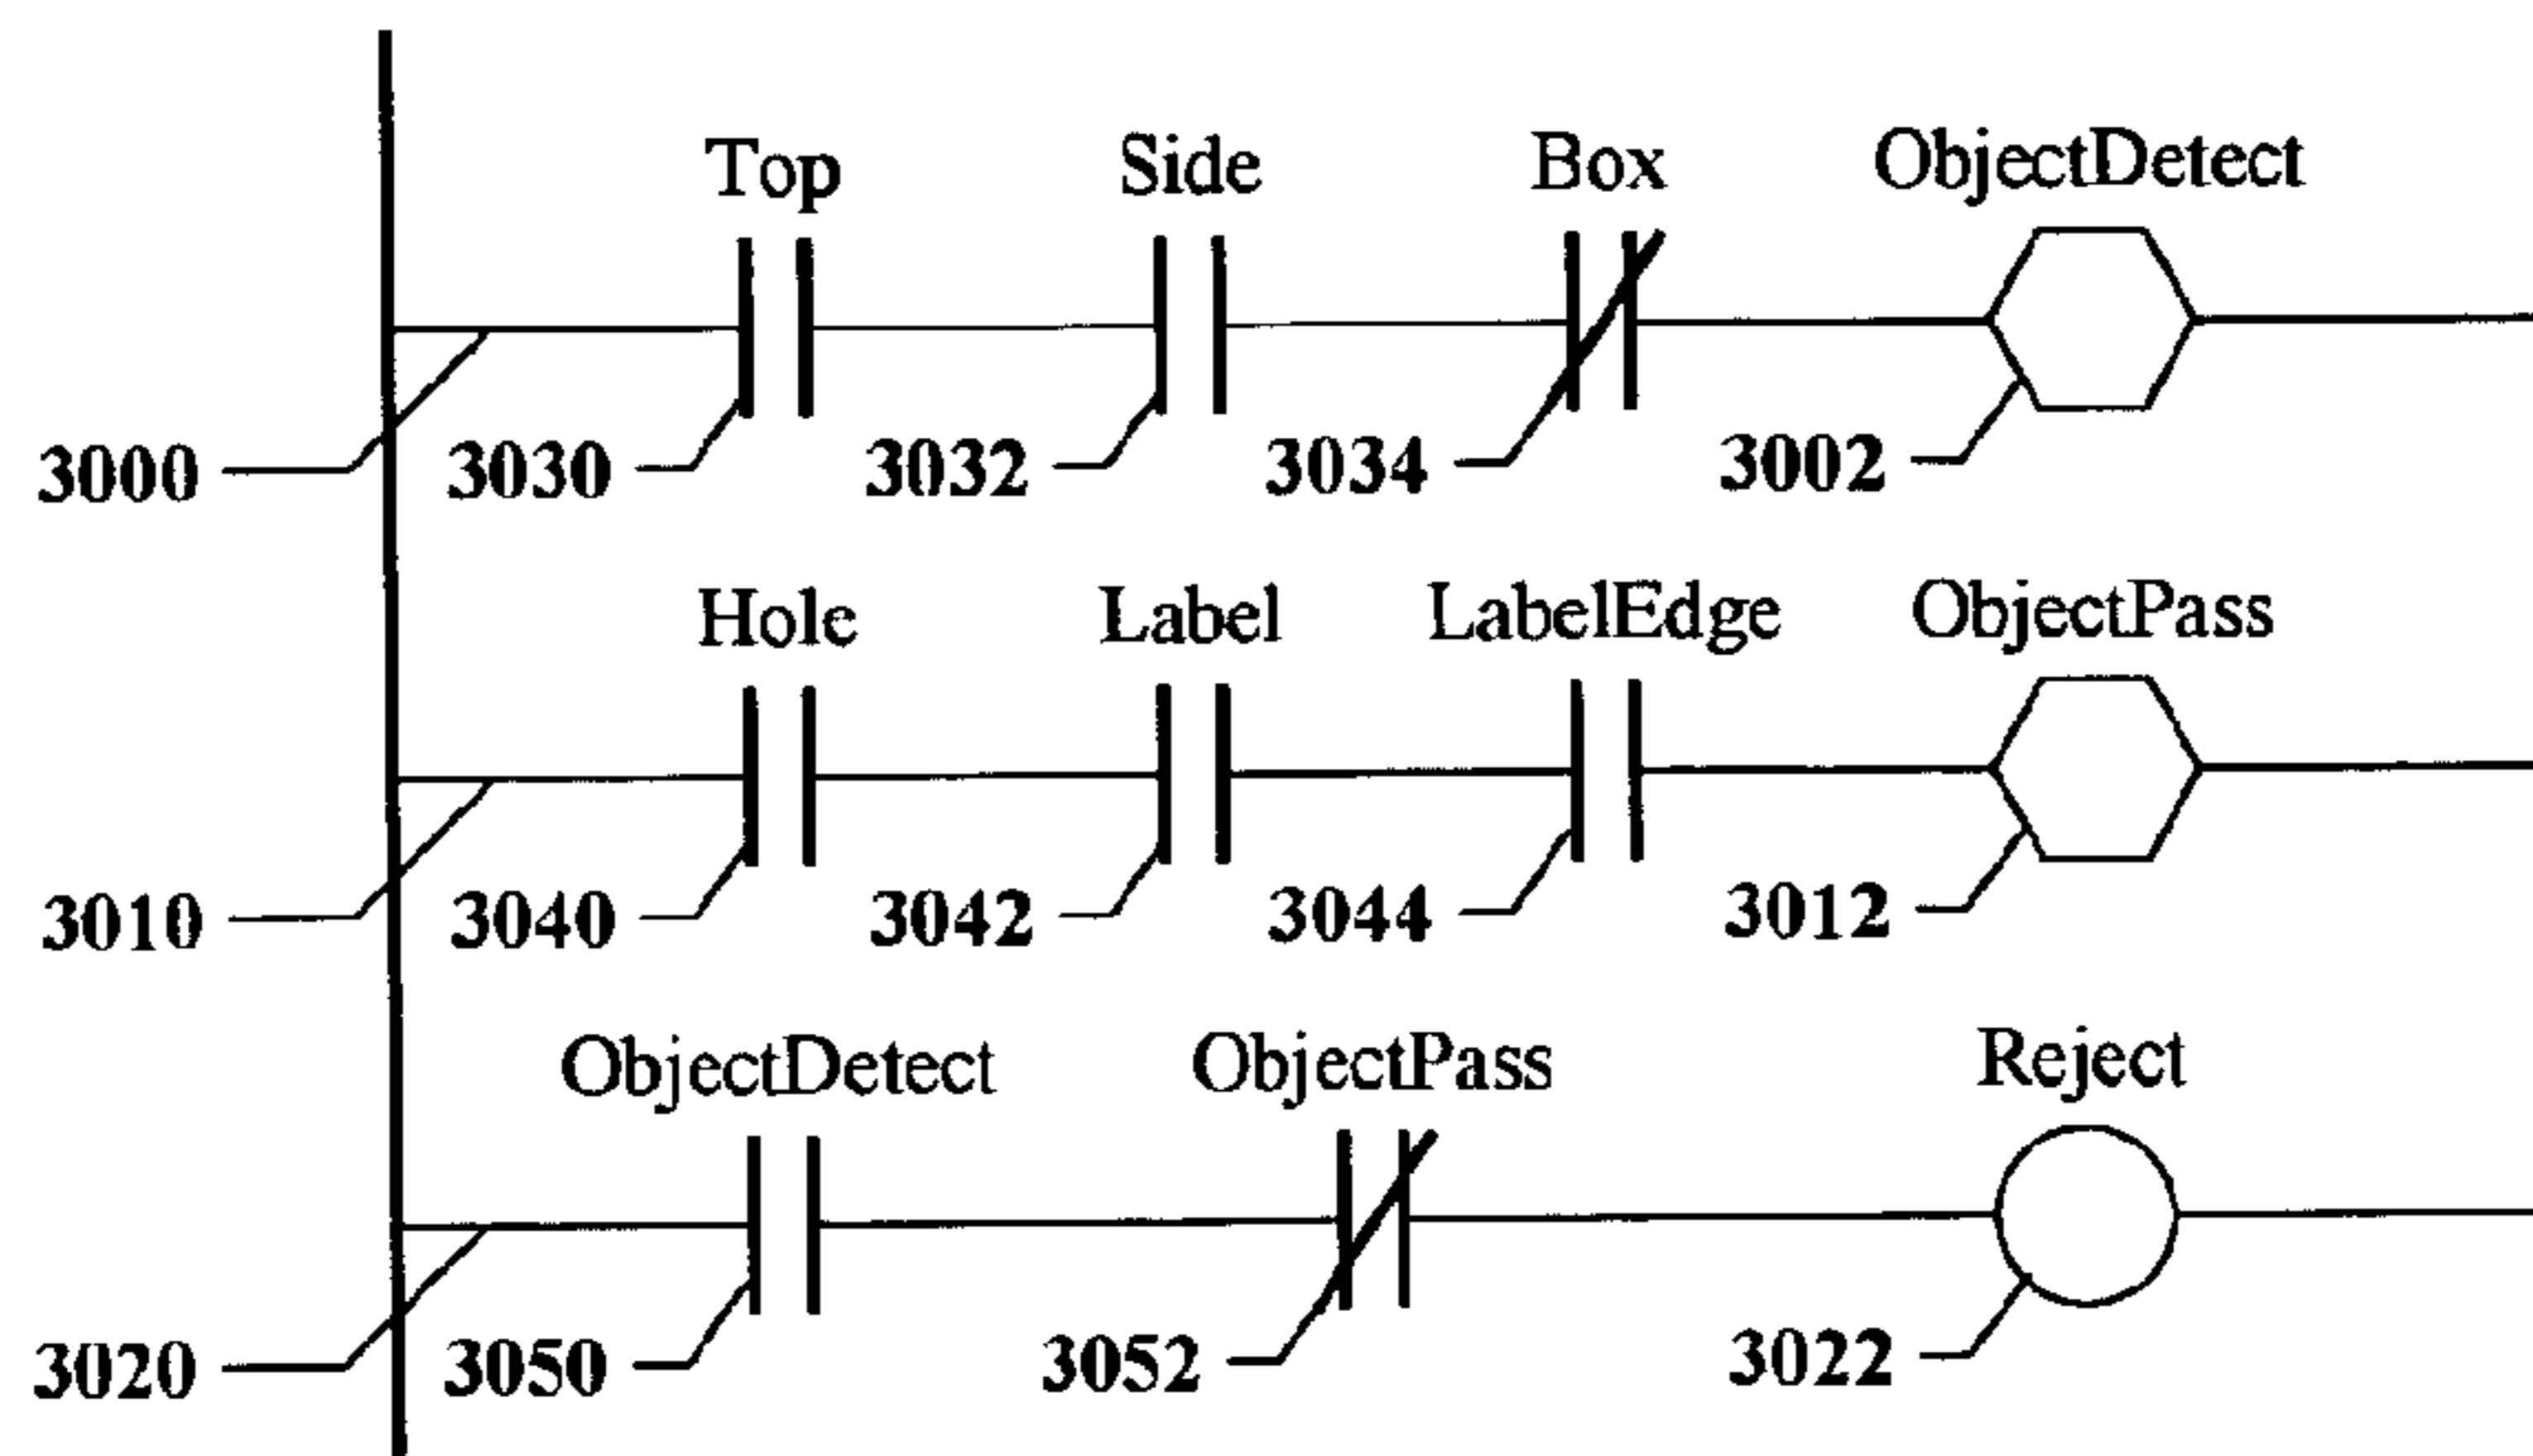 Top Side Box ObjectDetect
3000 3030 3032 3034 3002
Hole Label LabelEdge ObjectPass
3010 3040 3042 3044 3012
ObjectDetect ObjectPass Reject
3020 3050 3052 3022